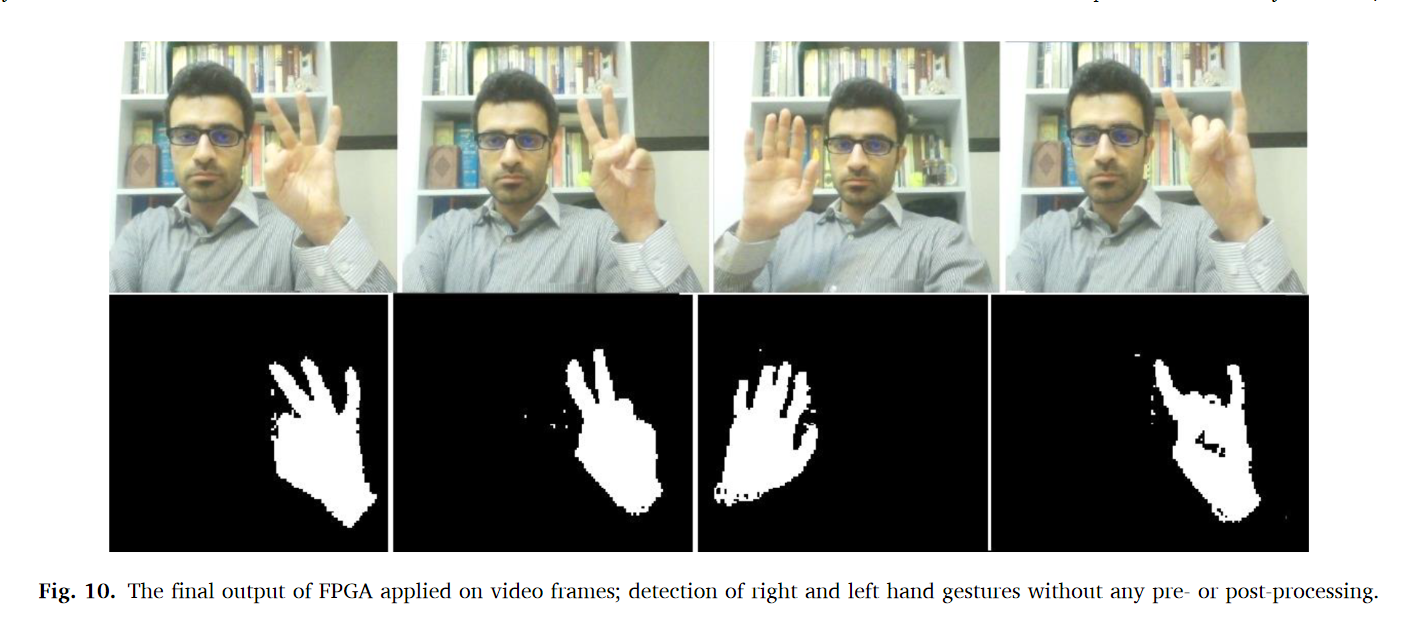 Fig. 10. The final output of FPGA applied on video frames; detection of right and left hand gestures without any pre- or post-processing.